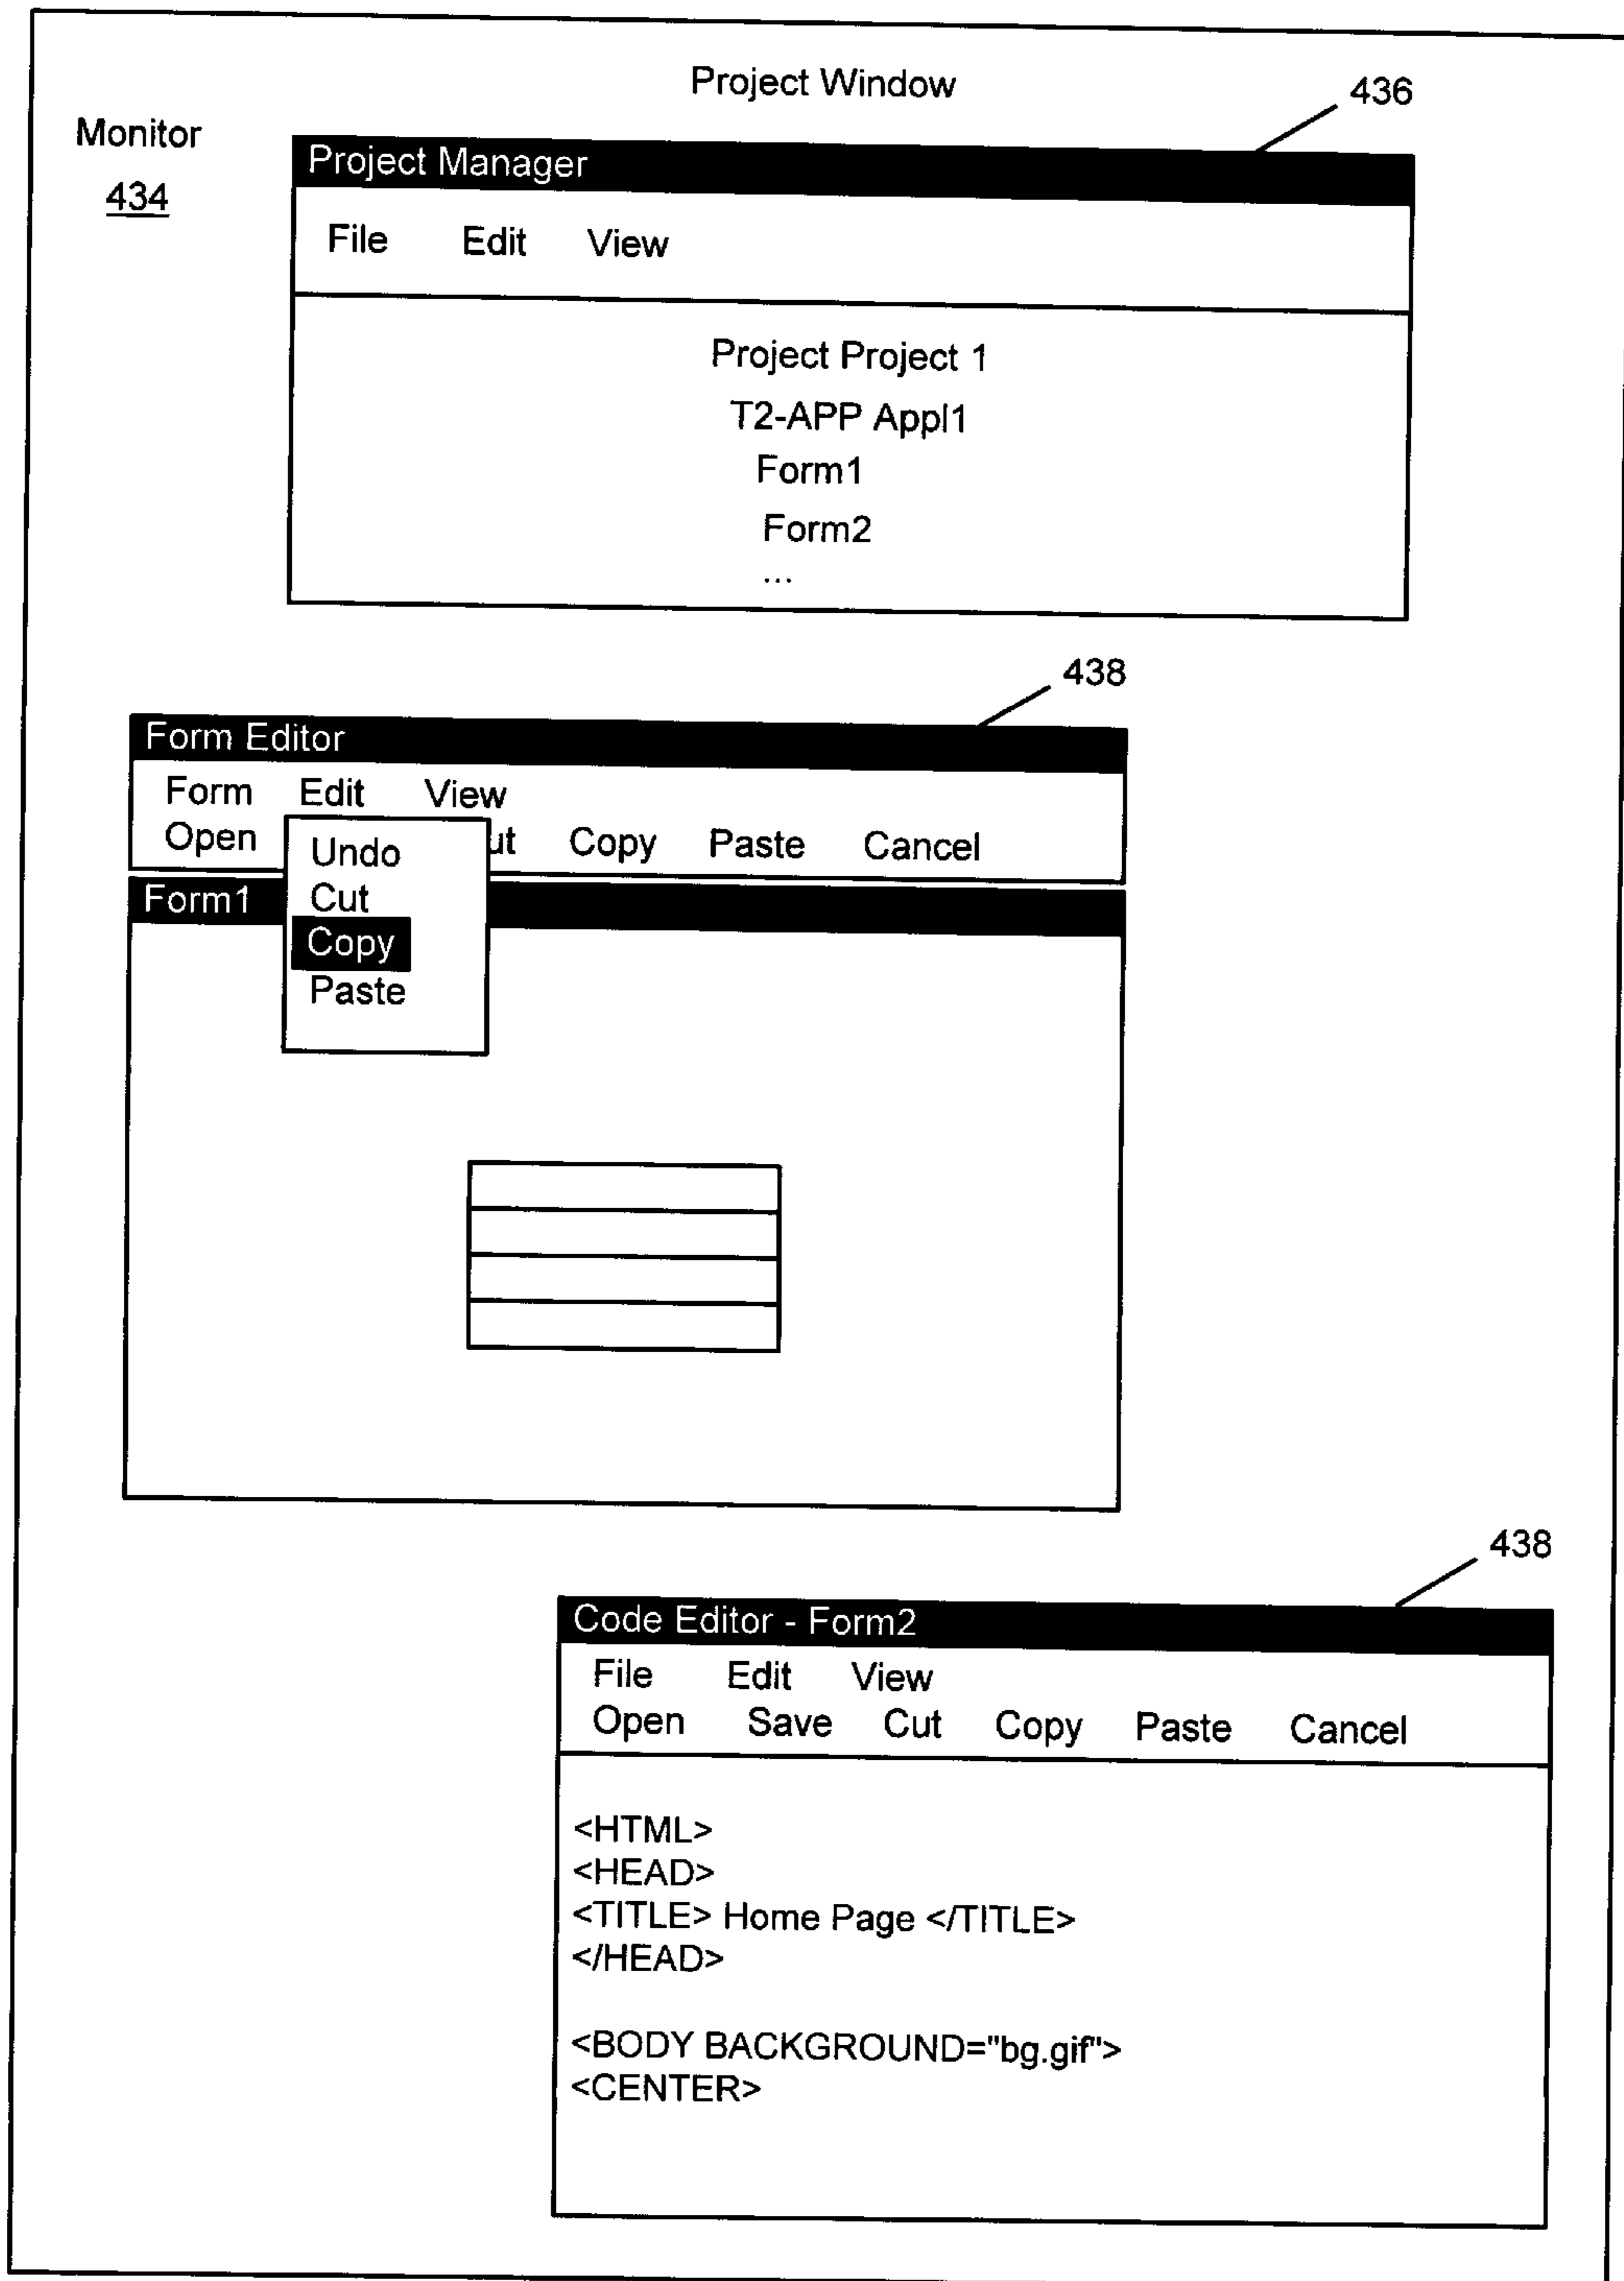 Project Window
436
Monitor
434
Project Manager
File Edit View
Project Project 1
T2-APP Appl1
Form1
Form2
...
438
Form Editor
Form Edit View
Open ut Copy Paste Cancel
Form1
Undo
Cut
Copy
Paste
438
Code Editor - Form2
File Edit View
Open Save Cut Copy Paste Cancel
<HTML>
<HEAD>
<TITLE> Home Page </TITLE>
</HEAD>
<BODY BACKGROUND="bg.gif">
<CENTER>